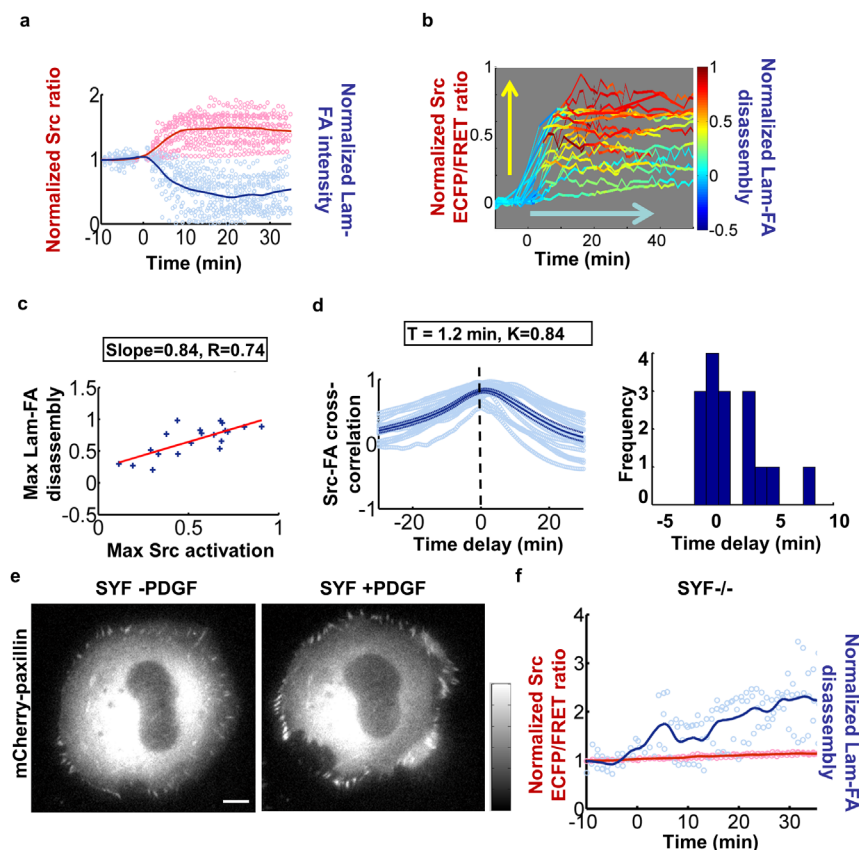 a
Normalized Src ratio
Normalized Lam-
FA intensity
2
1
0
-10 0 10 20 30
Time (min)
b
Normalized Src
ECFP/FRET ratio
1
0.5
0
0 20 40
Time (min)
1
0.5
0
-0.5
Normalized Lam-FA
disassembly
c
Slope=0.84, R=0.74
Max Lam-FA
disassembly
1.5
1
0.5
0
-0.5
0 0.5 1
Max Src activation
d
T = 1.2 min, K=0.84
Src-FA cross-
correlation
1
0
-1
-20 0 20
Time delay (min)
Frequency
4
2
0
-5 0 5 10
Time delay (min)
e
SYF -PDGF
SYF +PDGF
mCherry-paxillin
f
SYF-/-
Normalized Src
ECFP/FRET ratio
4
2
1
0
-10 0 10 20 30
Time (min)
Normalized Lam-FA
disassembly